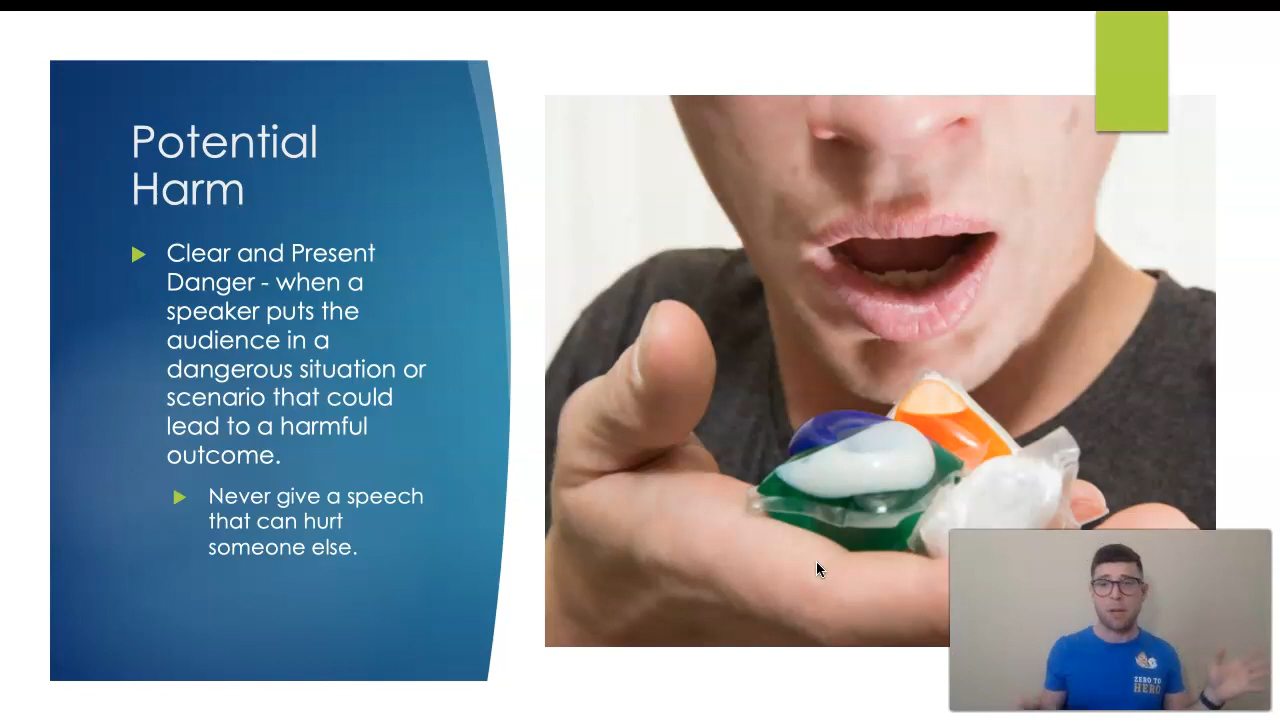 Potential
Harm
Clear and Present
Danger - when a
speaker puts the
audience in a
dangerous situation or
scenario that could
lead to a harmful
outcome.
Never give a speech
that can hurt
someone else.
ZERO TO
HERO